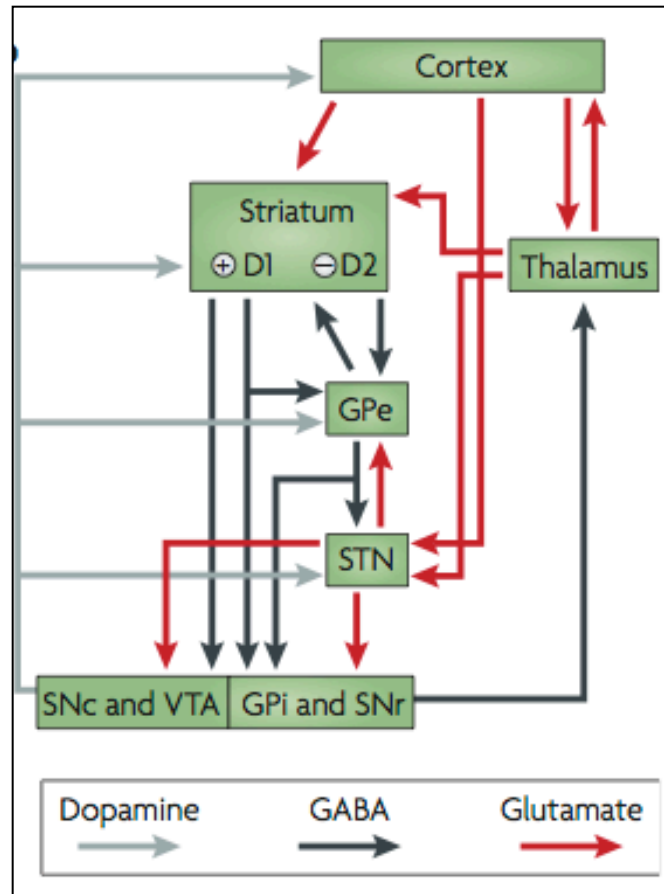 Cortex
Striatum
+ D1 − D2
Thalamus
GPe
STN
SNc and VTA GPi and SNr
Dopamine GABA Glutamate